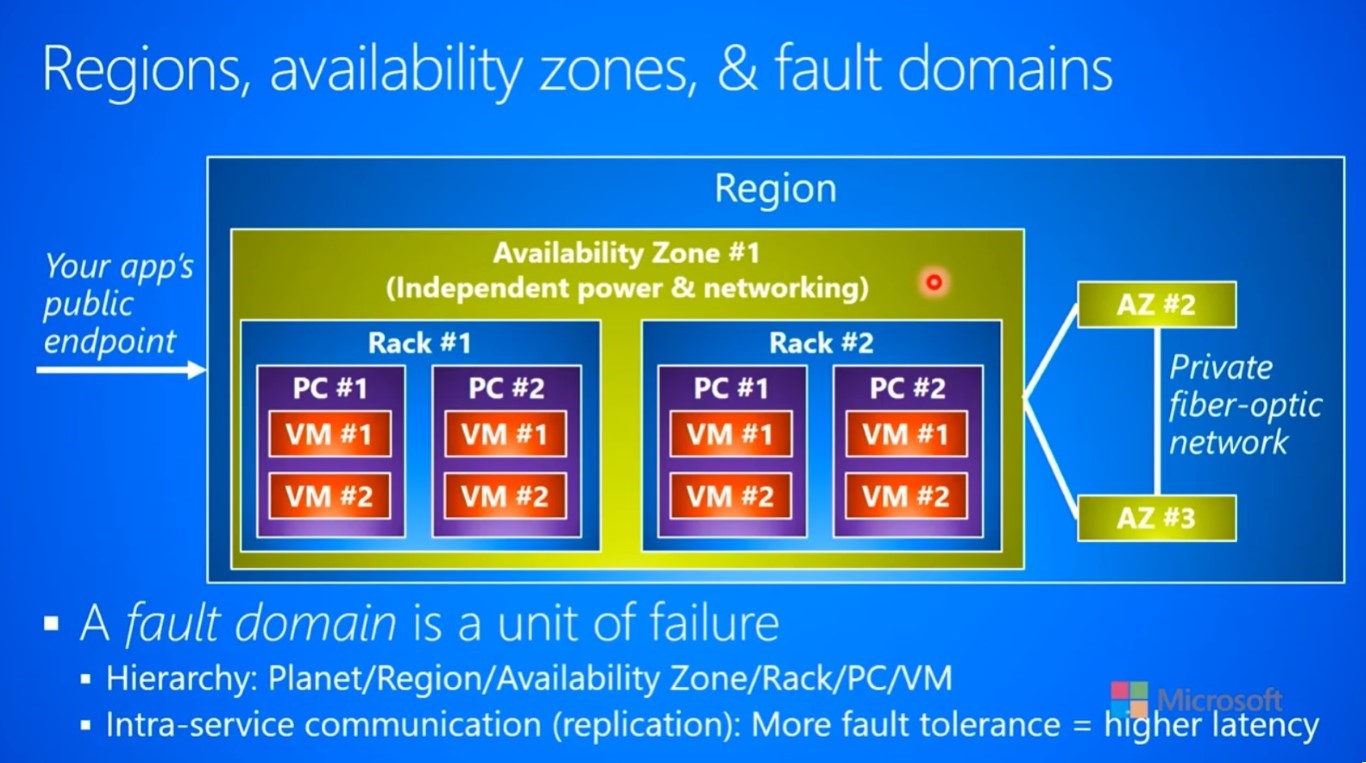 Regions, availability zones, & fault domains
Region
Your app's
public
endpoint
Availability Zone #1
(Independent power & networking)
Rack #1
PC #1
VM #1
VM #2
PC #2
VM #1
VM #2
Rack #2
PC #1
VM #1
VM #2
PC #2
VM #1
VM #2
AZ #2
Private
fiber-optic
network
AZ #3
▪ A fault domain is a unit of failure
▪ Hierarchy: Planet/Region/Availability Zone/Rack/PC/VM
▪ Intra-service communication (replication): More fault tolerance = higher latency
Microsoft